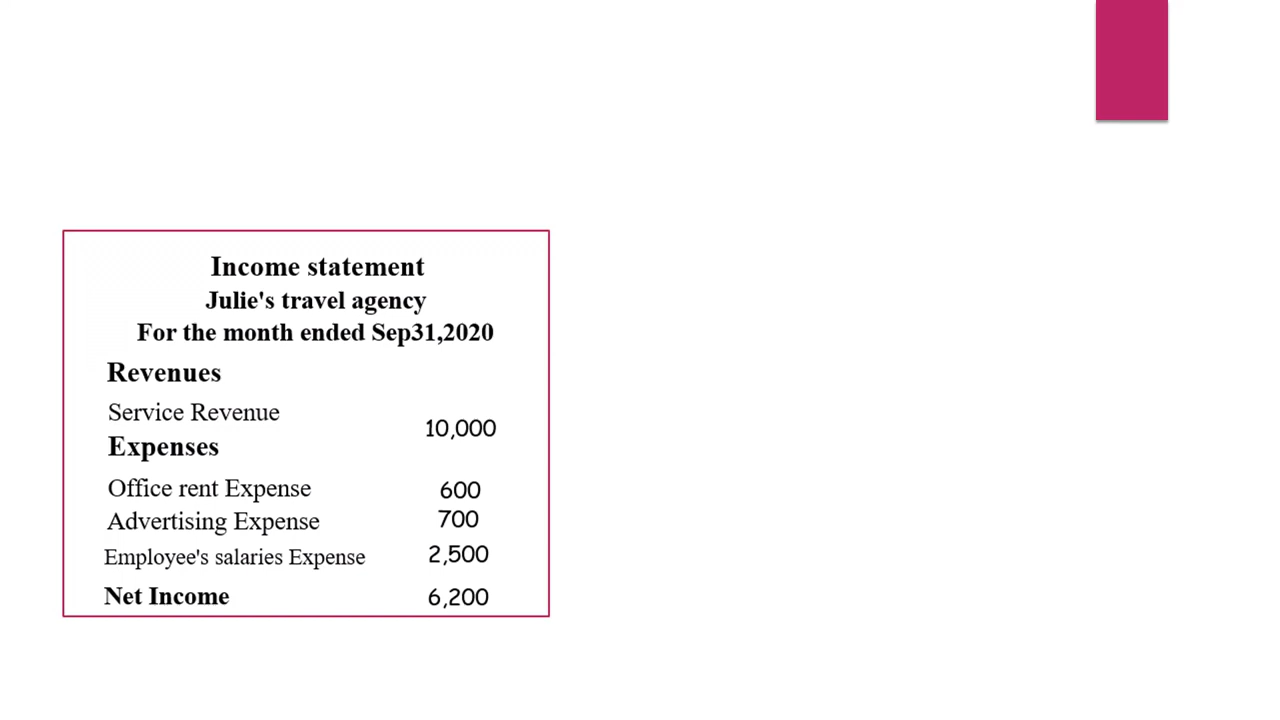 Income statement
Julie's travel agency
For the month ended Sep31,2020
Revenues
Service Revenue 10,000
Expenses
Office rent Expense 600
Advertising Expense 700
Employee's salaries Expense 2,500
Net Income 6,200